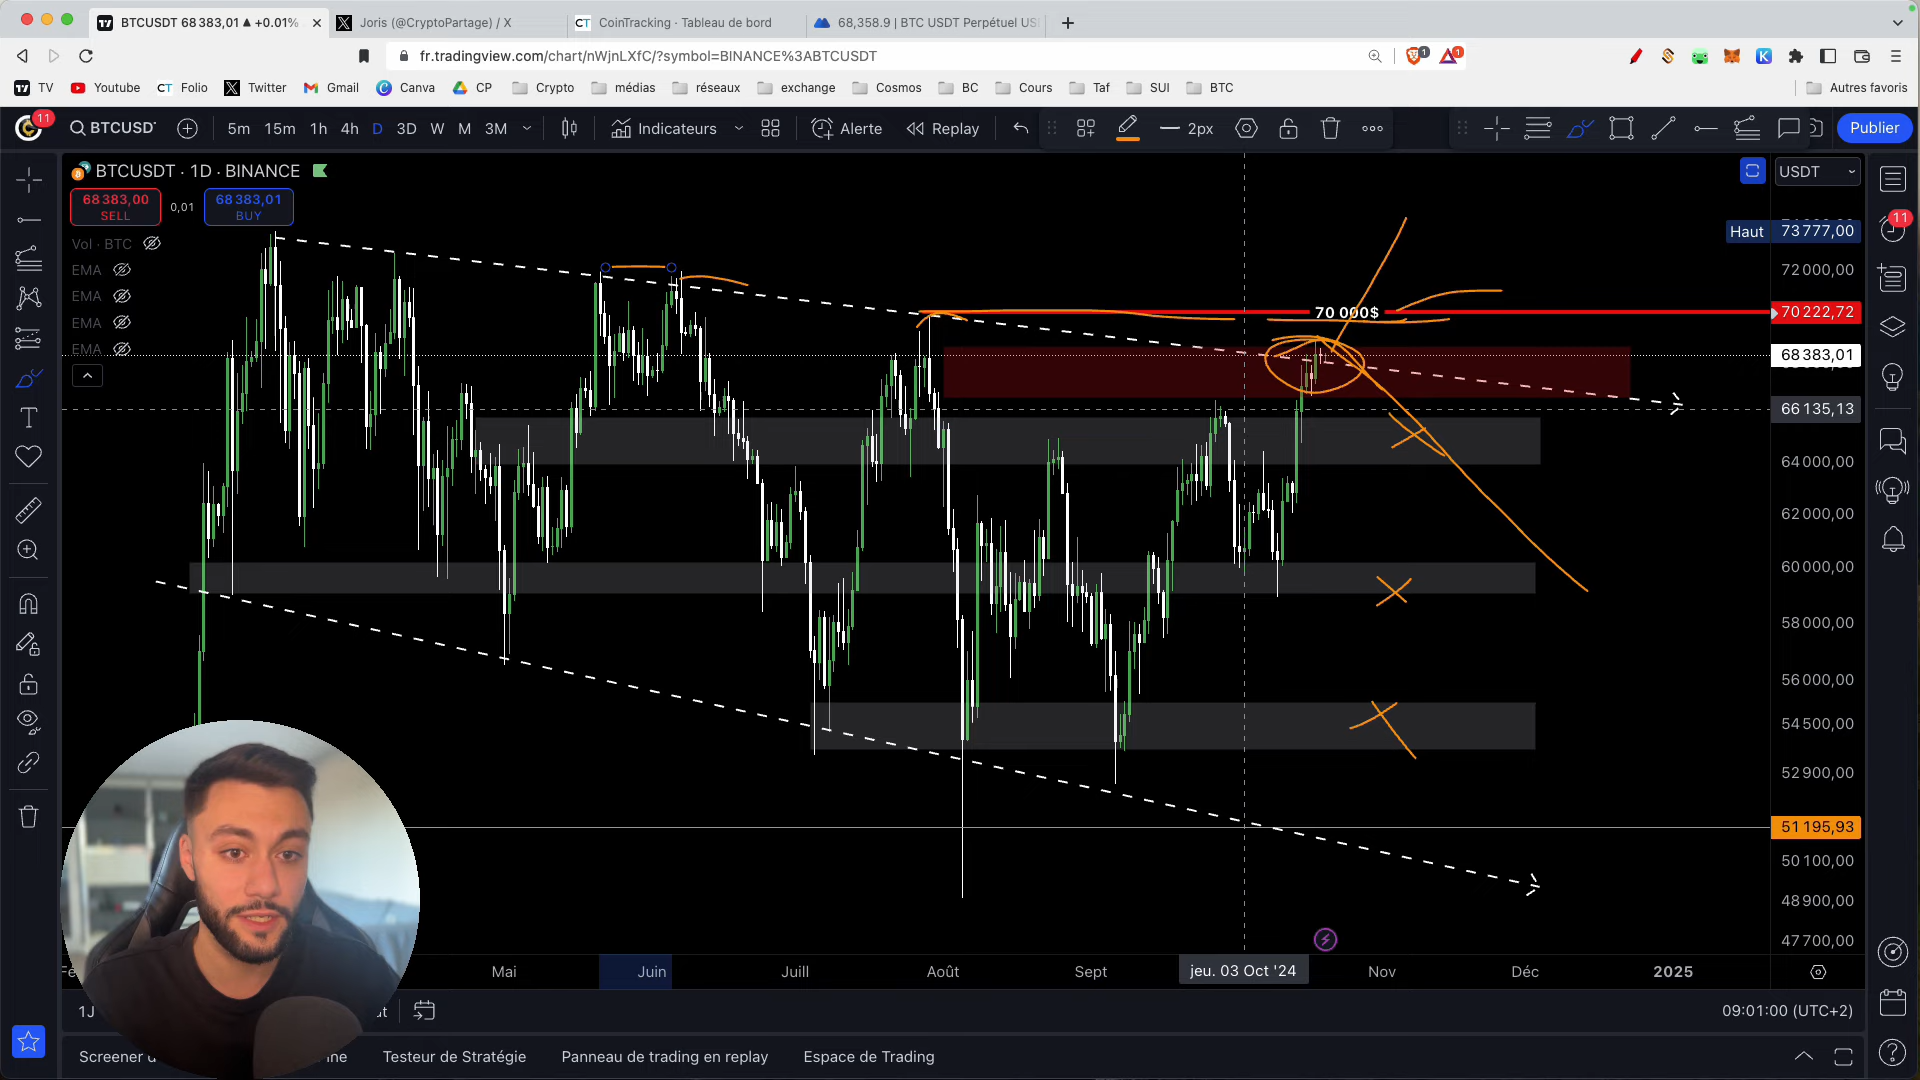 BTCUSDT 68 383,01 ▲ +0.01%
Joris (@CryptoPartage) / X
CT CoinTracking · Tableau de bord
68,358.9 | BTC USDT Perpétuel US
fr.tradingview.com/chart/nWjnLXfC/?symbol=BINANCE%3ABTCUSDT
1
1
TV
Youtube
CT Folio
Twitter
Gmail
Canva
CP
Crypto
médias
réseaux
exchange
Cosmos
BC
Cours
Taf
SUI
BTC
Autres favoris
11
BTCUSD
5m 15m 1h 4h D 3D W M 3M
Indicateurs
Alerte
Replay
2px
Publier
BTCUSDT · 1D · BINANCE
USDT
68 383,00
SELL
0,01
68 383,01
BUY
Vol · BTC
EMA
EMA
EMA
EMA
11
Haut 73 777,00
72 000,00
70 000$
70 222,72
68 383,01
66 135,13
64 000,00
62 000,00
60 000,00
58 000,00
56 000,00
54 500,00
52 900,00
51 195,93
50 100,00
48 900,00
47 700,00
Mai
Juin
Juill
Août
Sept
jeu. 03 Oct '24
Nov
Déc
2025
1J
09:01:00 (UTC+2)
Screener
ine
Testeur de Stratégie
Panneau de trading en replay
Espace de Trading